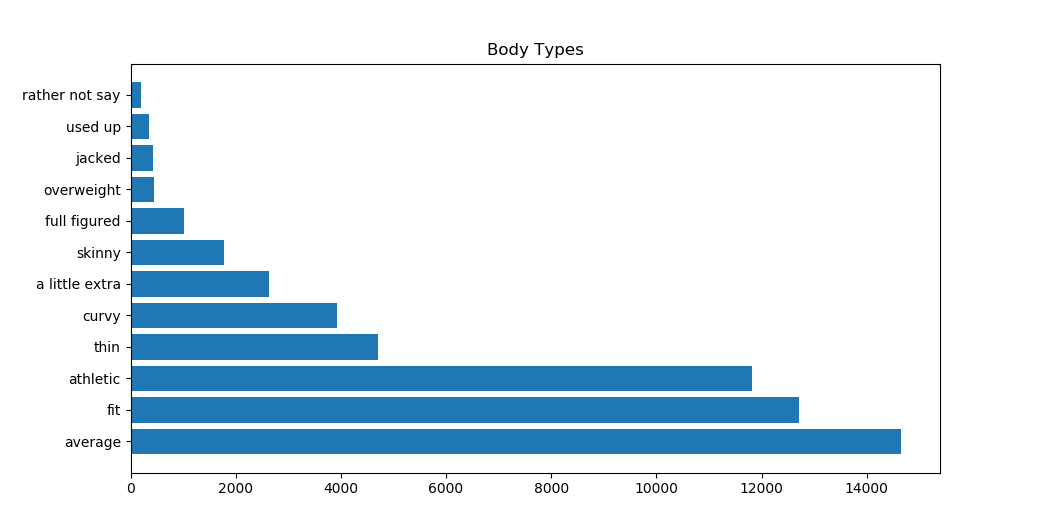 Body Types
rather not say
used up
jacked
overweight
full figured
skinny
a little extra
curvy
thin
athletic
fit
average
0 2000 4000 6000 8000 10000 12000 14000